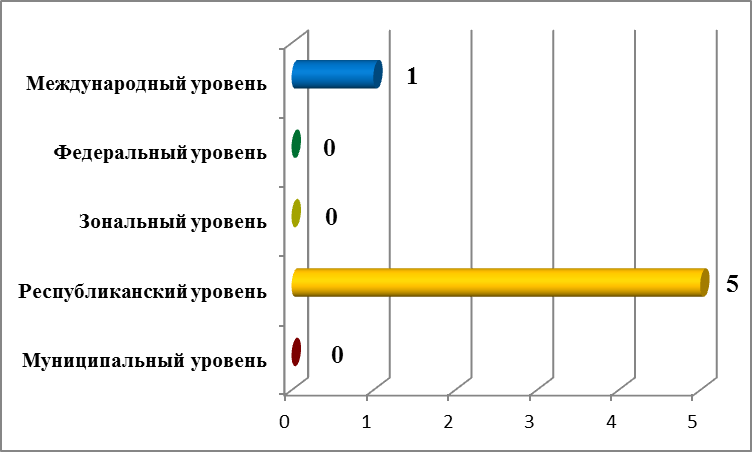 Международный уровень 1
Федеральный уровень 0
Зональный уровень 0
Республиканский уровень 5
Муниципальный уровень 0
0 1 2 3 4 5